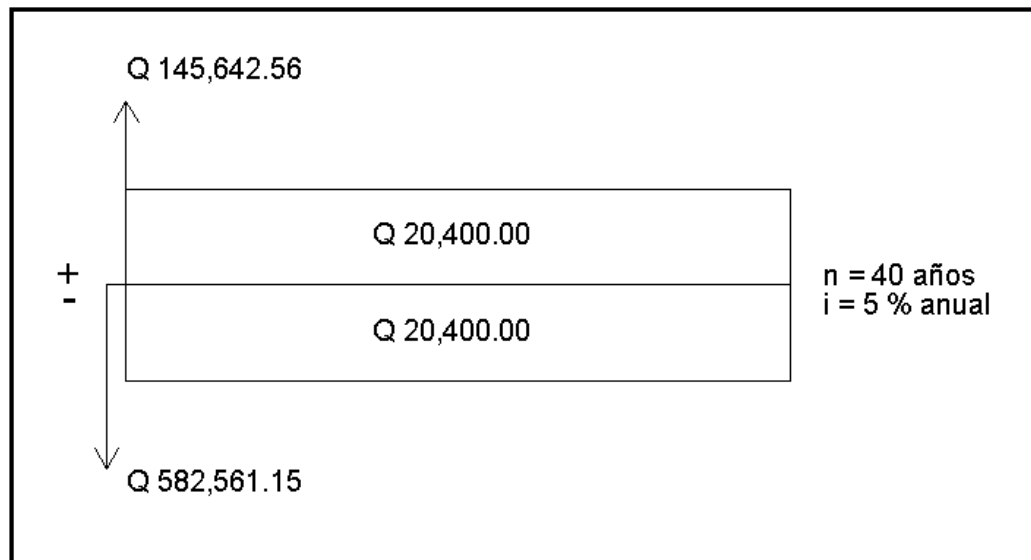 Q 145,642.56
Q 20,400.00
+
-
n = 40 años
i = 5 % anual
Q 20,400.00
Q 582,561.15